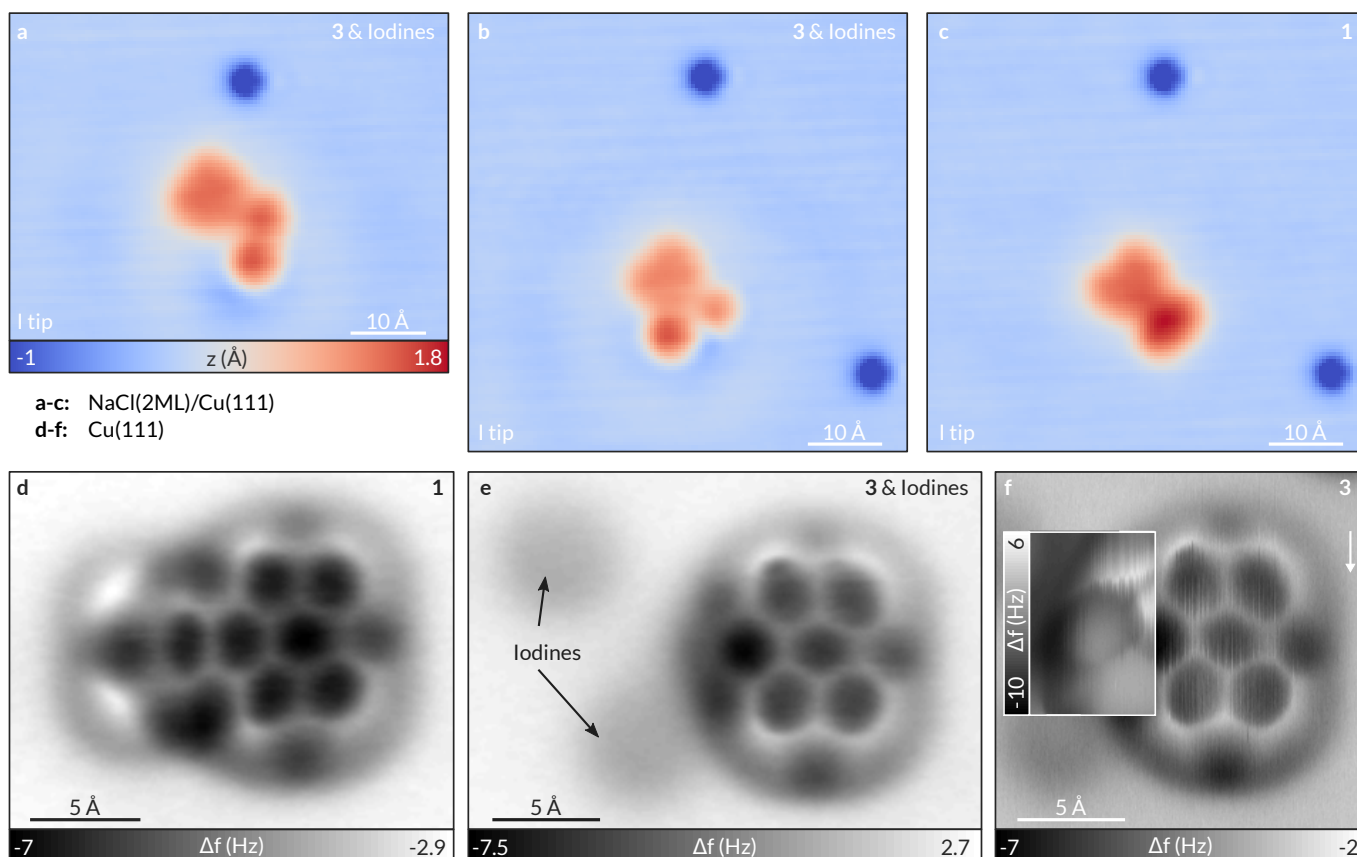 a
3 & Iodines
I tip
10 Å
-1
z (Å)
1.8
b
3 & Iodines
I tip
10 Å
c
1
I tip
10 Å
a-c: NaCl(2ML)/Cu(111)
d-f: Cu(111)
d
1
5 Å
-7
Δf (Hz)
-2.9
e
3 & Iodines
Iodines
5 Å
-7.5
Δf (Hz)
2.7
f
3
-10
Δf (Hz)
6
5 Å
-7
Δf (Hz)
-2